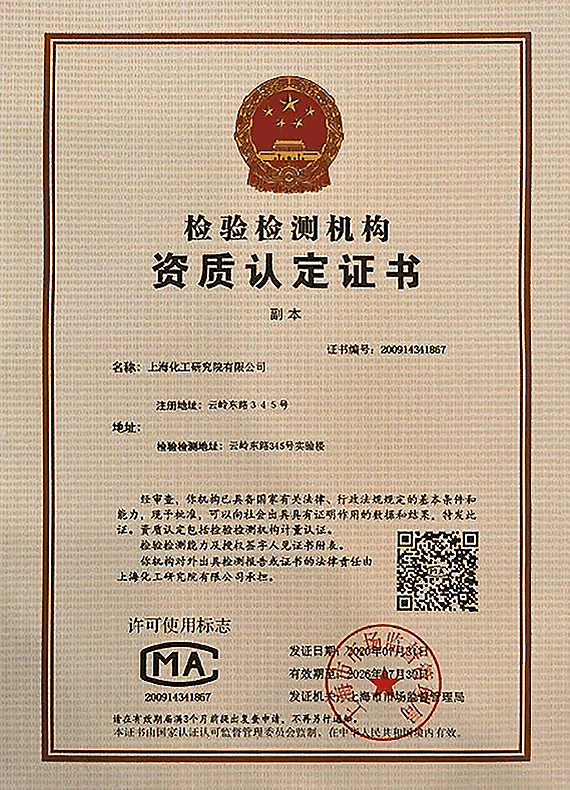 检验检测机构
资质认定证书
副本
证书编号：200914341867
名称：上海化工研究院有限公司
注册地址：云岭东路３４５号
地址：
检验检测地址：云岭东路345号实验楼
经审查，你机构已具备国家有关法律、行政法规规定的基本条件和
能力，现予批准，可以向社会出具具有证明作用的数据和结果，特发此
证。资质认定包括检验检测机构计量认证。
检验检测能力及授权签字人见证书附表。
你机构对外出具检测报告或证书的法律责任由
上海化工研究院有限公司承担。
许可使用标志
MA
200914341867
发证日期：2020年07月31日
有效期至：2026年07月30日
发证机关：上海市市场监督管理局
请在有效期届满3个月前提出复查申请，不再另行通知。
本证书由国家认证认可监督管理委员会监制，在中华人民共和国境内有效。
上海市市场监督管理局